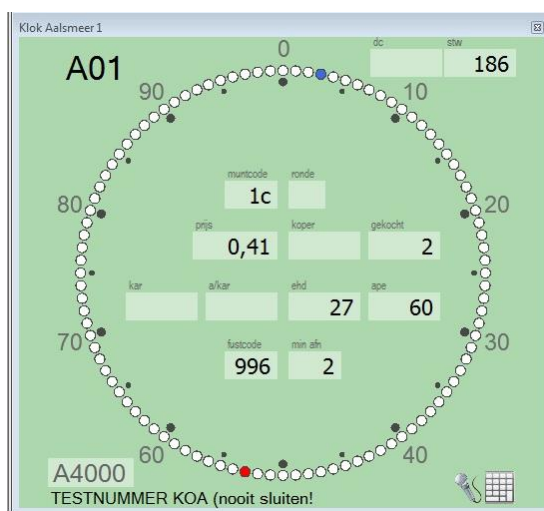 Klok Aalsmeer 1
A01
dc
stw
186
0
10
20
30
40
60
70
80
90
muntcode
1c
ronde
prijs
0,41
koper
gekocht
2
kar
a/kar
ehd
27
ape
60
fustcode
996
min afn
2
A4000
TESTNUMMER KOA (nooit sluiten!